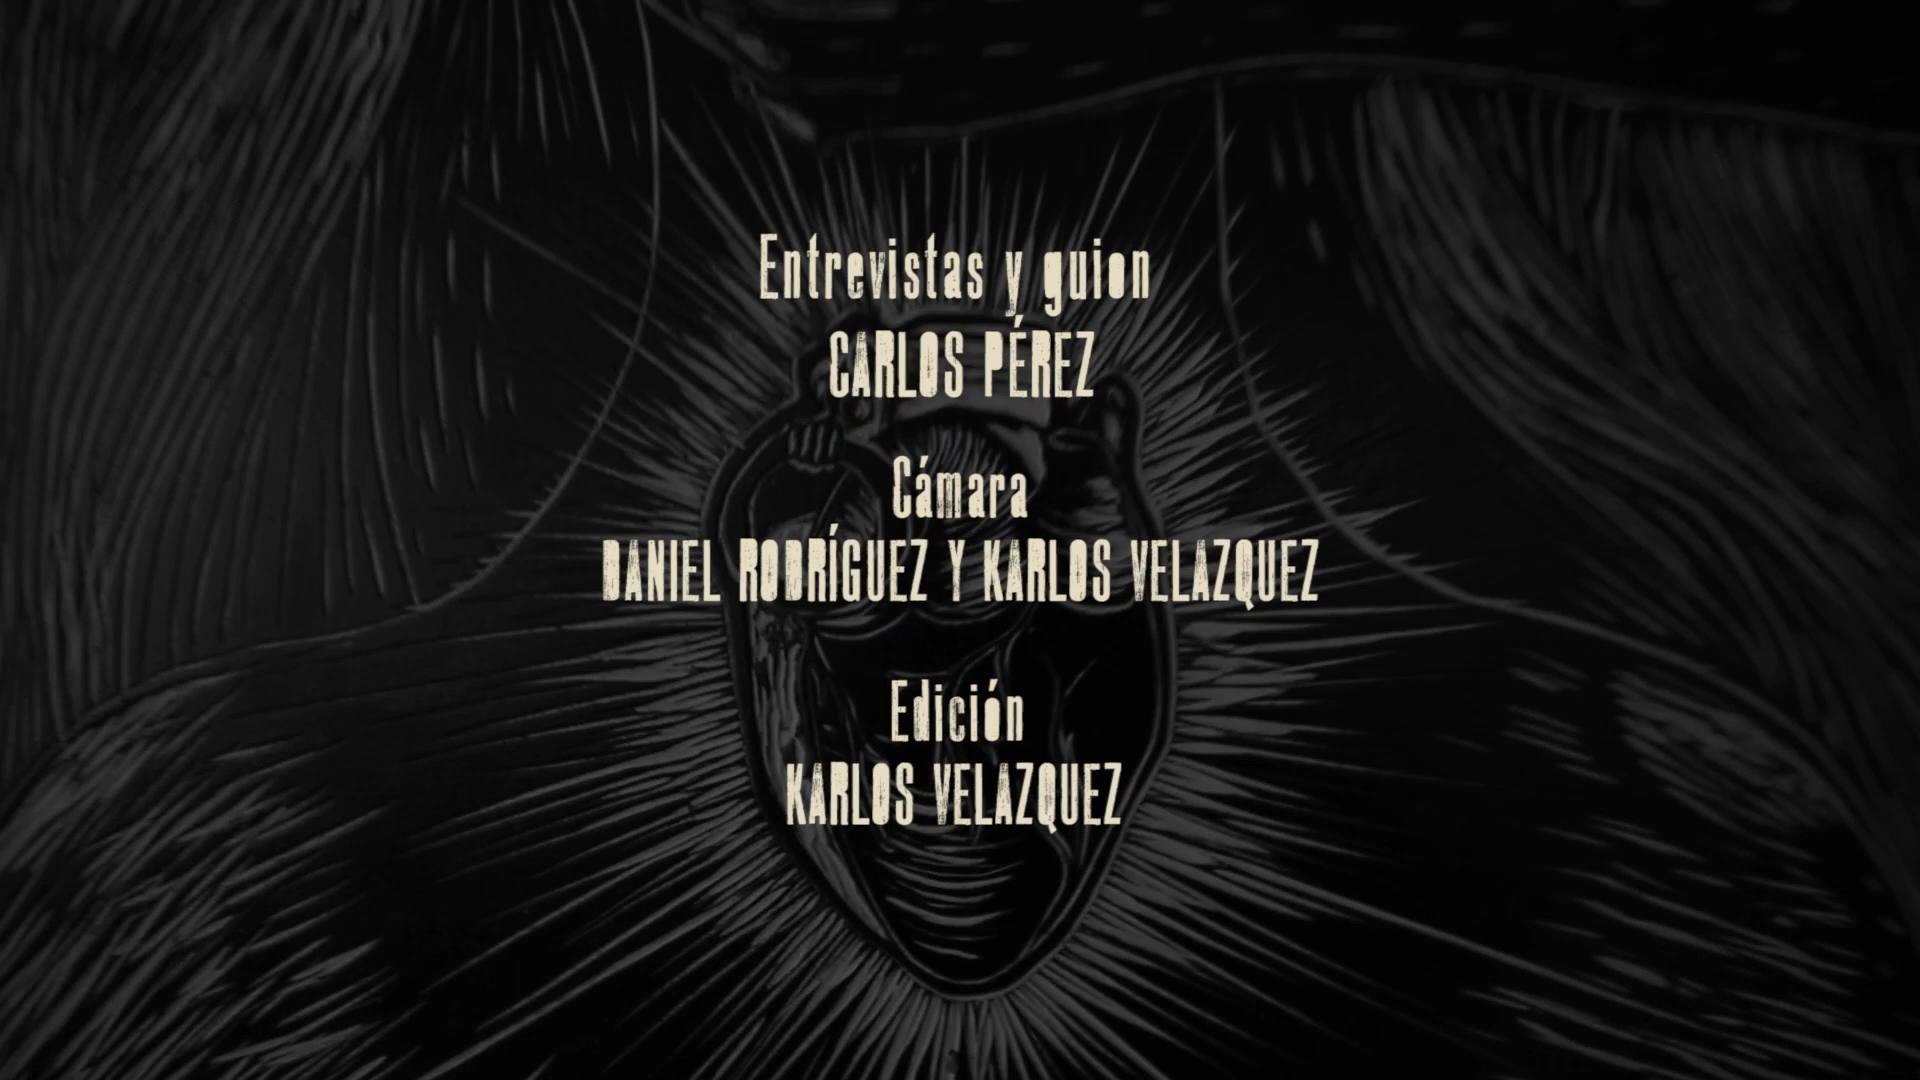 Entrevistas y guion
CARLOS PÉREZ
Cámara
DANIEL RODRÍGUEZ Y KARLOS VELAZQUEZ
Edición
KARLOS VELAZQUEZ